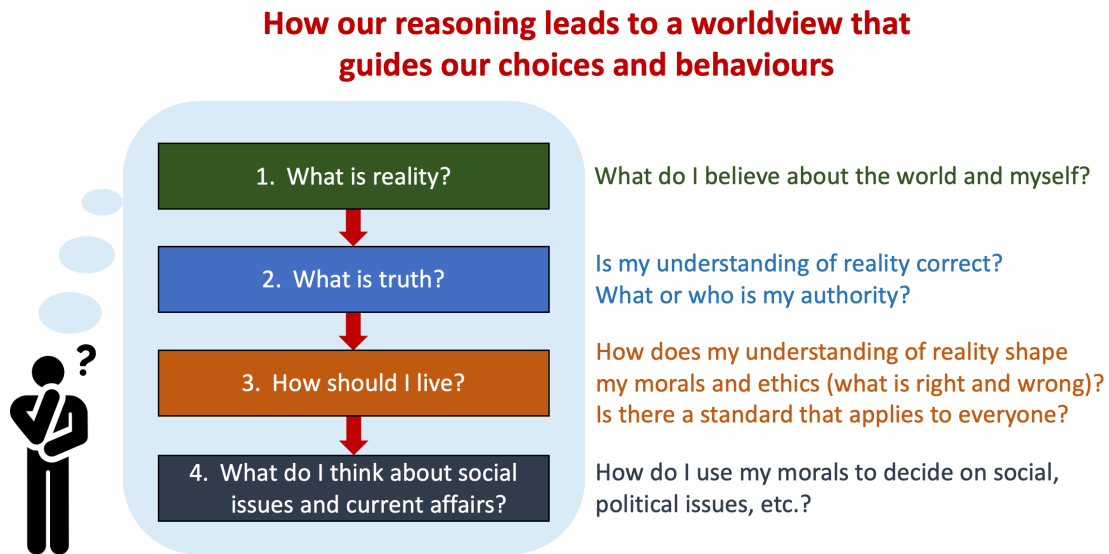 How our reasoning leads to a worldview that
guides our choices and behaviours
1. What is reality?
What do I believe about the world and myself?
2. What is truth?
Is my understanding of reality correct?
What or who is my authority?
3. How should I live?
How does my understanding of reality shape
my morals and ethics (what is right and wrong)?
Is there a standard that applies to everyone?
4. What do I think about social
issues and current affairs?
How do I use my morals to decide on social,
political issues, etc.?
?